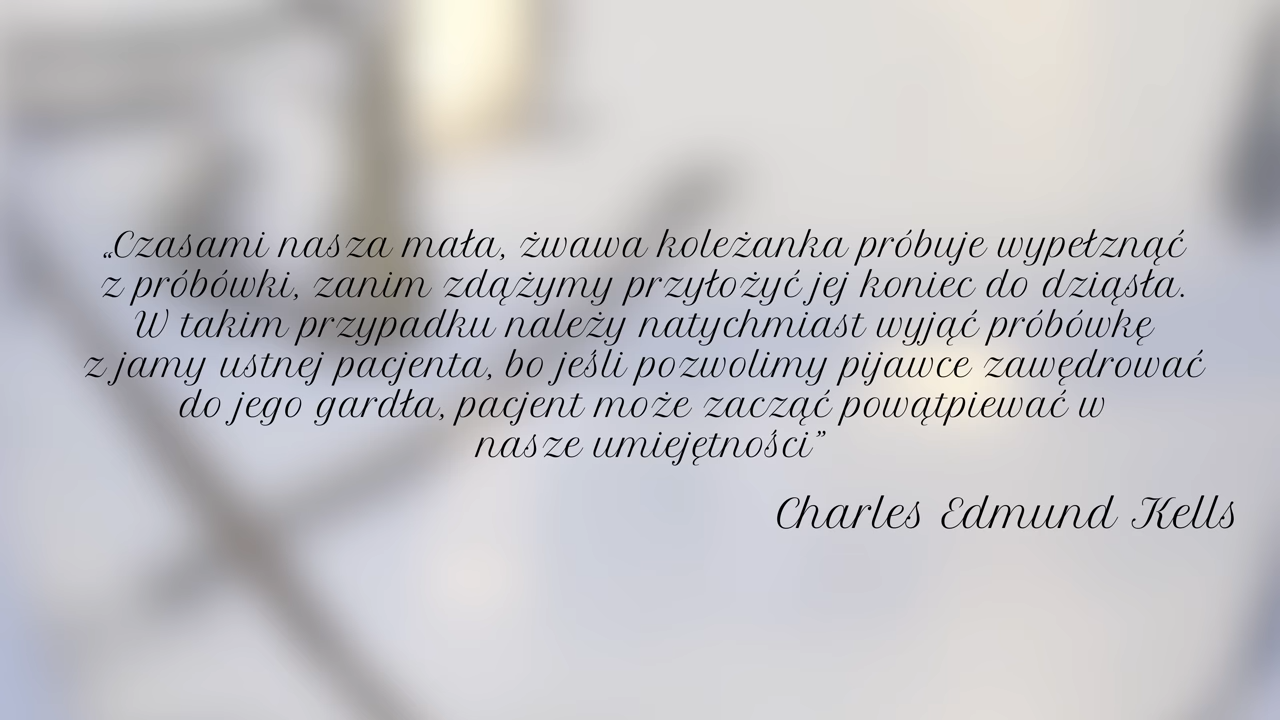 „Czasami nasza mała, żwawa koleżanka próbuje wypełznąć
z próbówki, zanim zdążymy przyłożyć jej koniec do dziąsła.
W takim przypadku należy natychmiast wyjąć próbówkę
z jamy ustnej pacjenta, bo jeśli pozwolimy pijawce zawędrować
do jego gardła, pacjent może zacząć powątpiewać w
nasze umiejętności”
Charles Edmund Kells